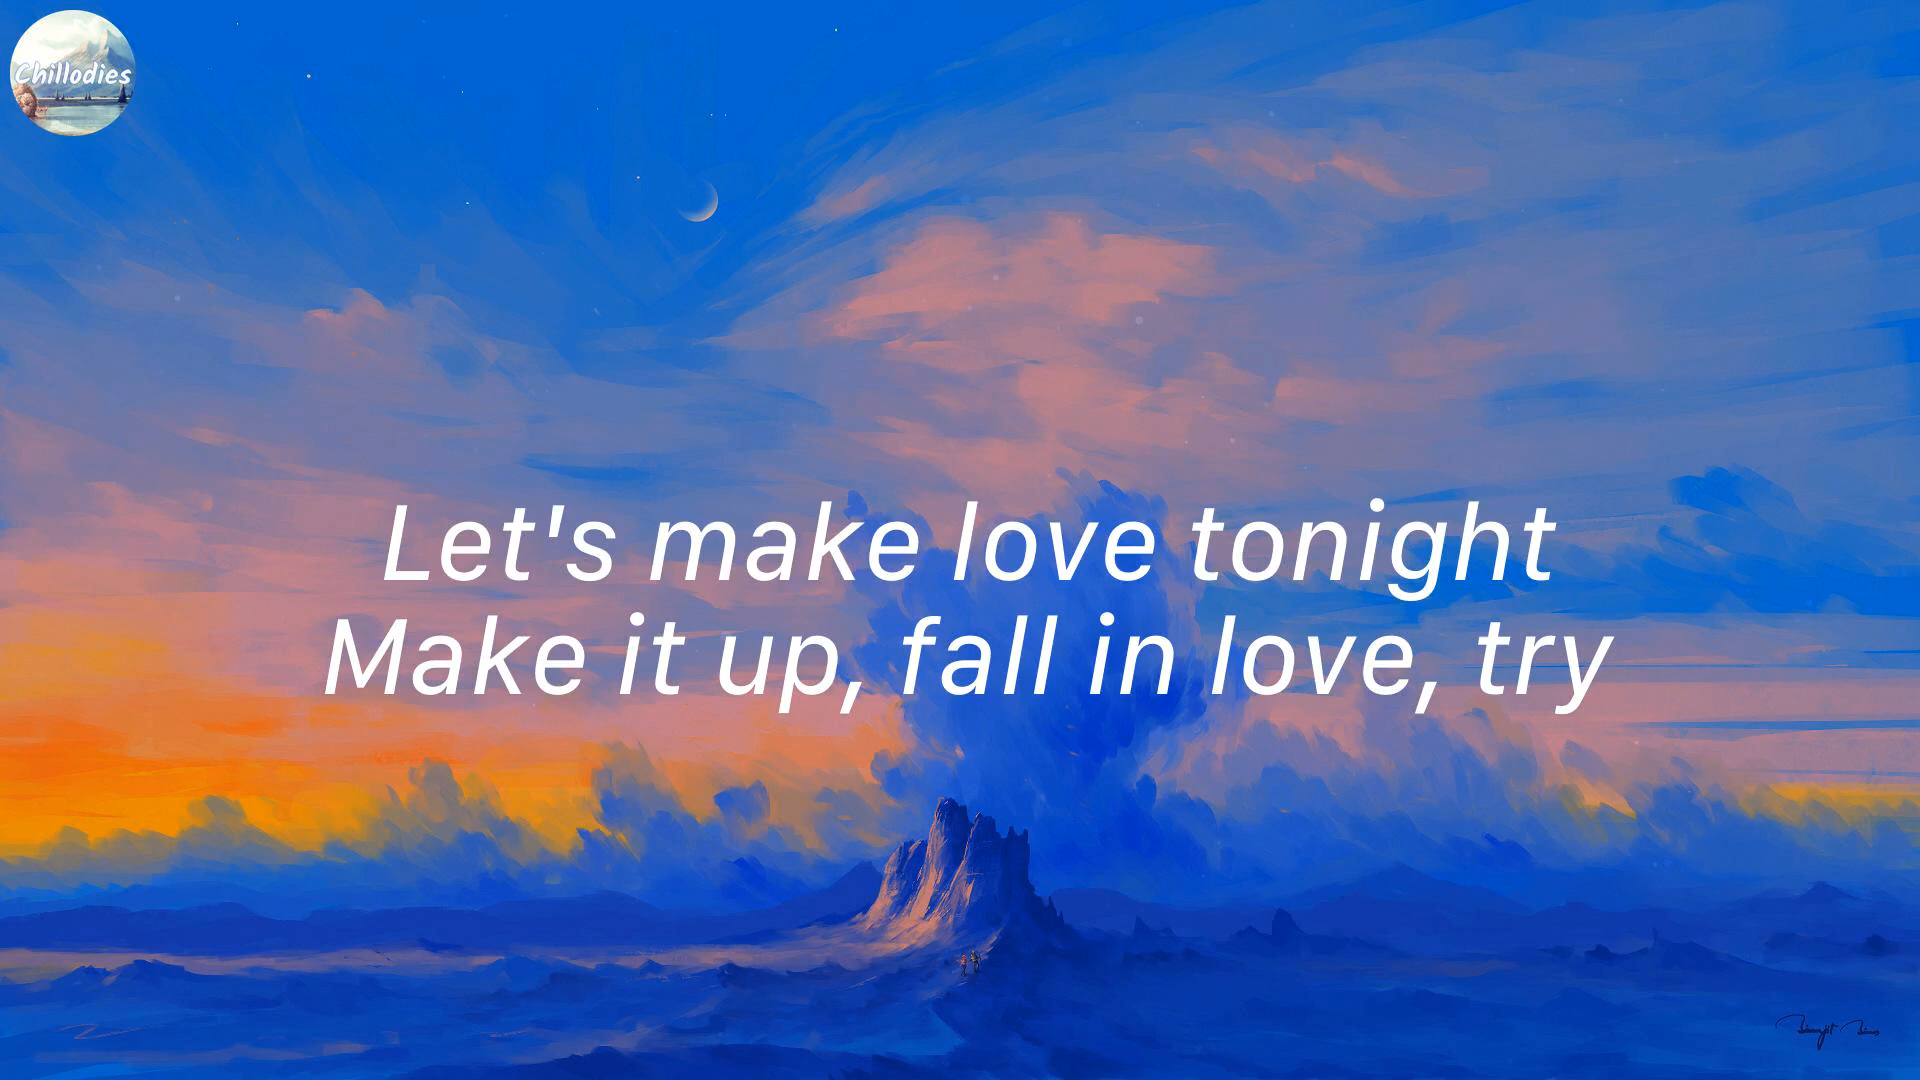 Chillodies
Let's make love tonight
Make it up, fall in love, try